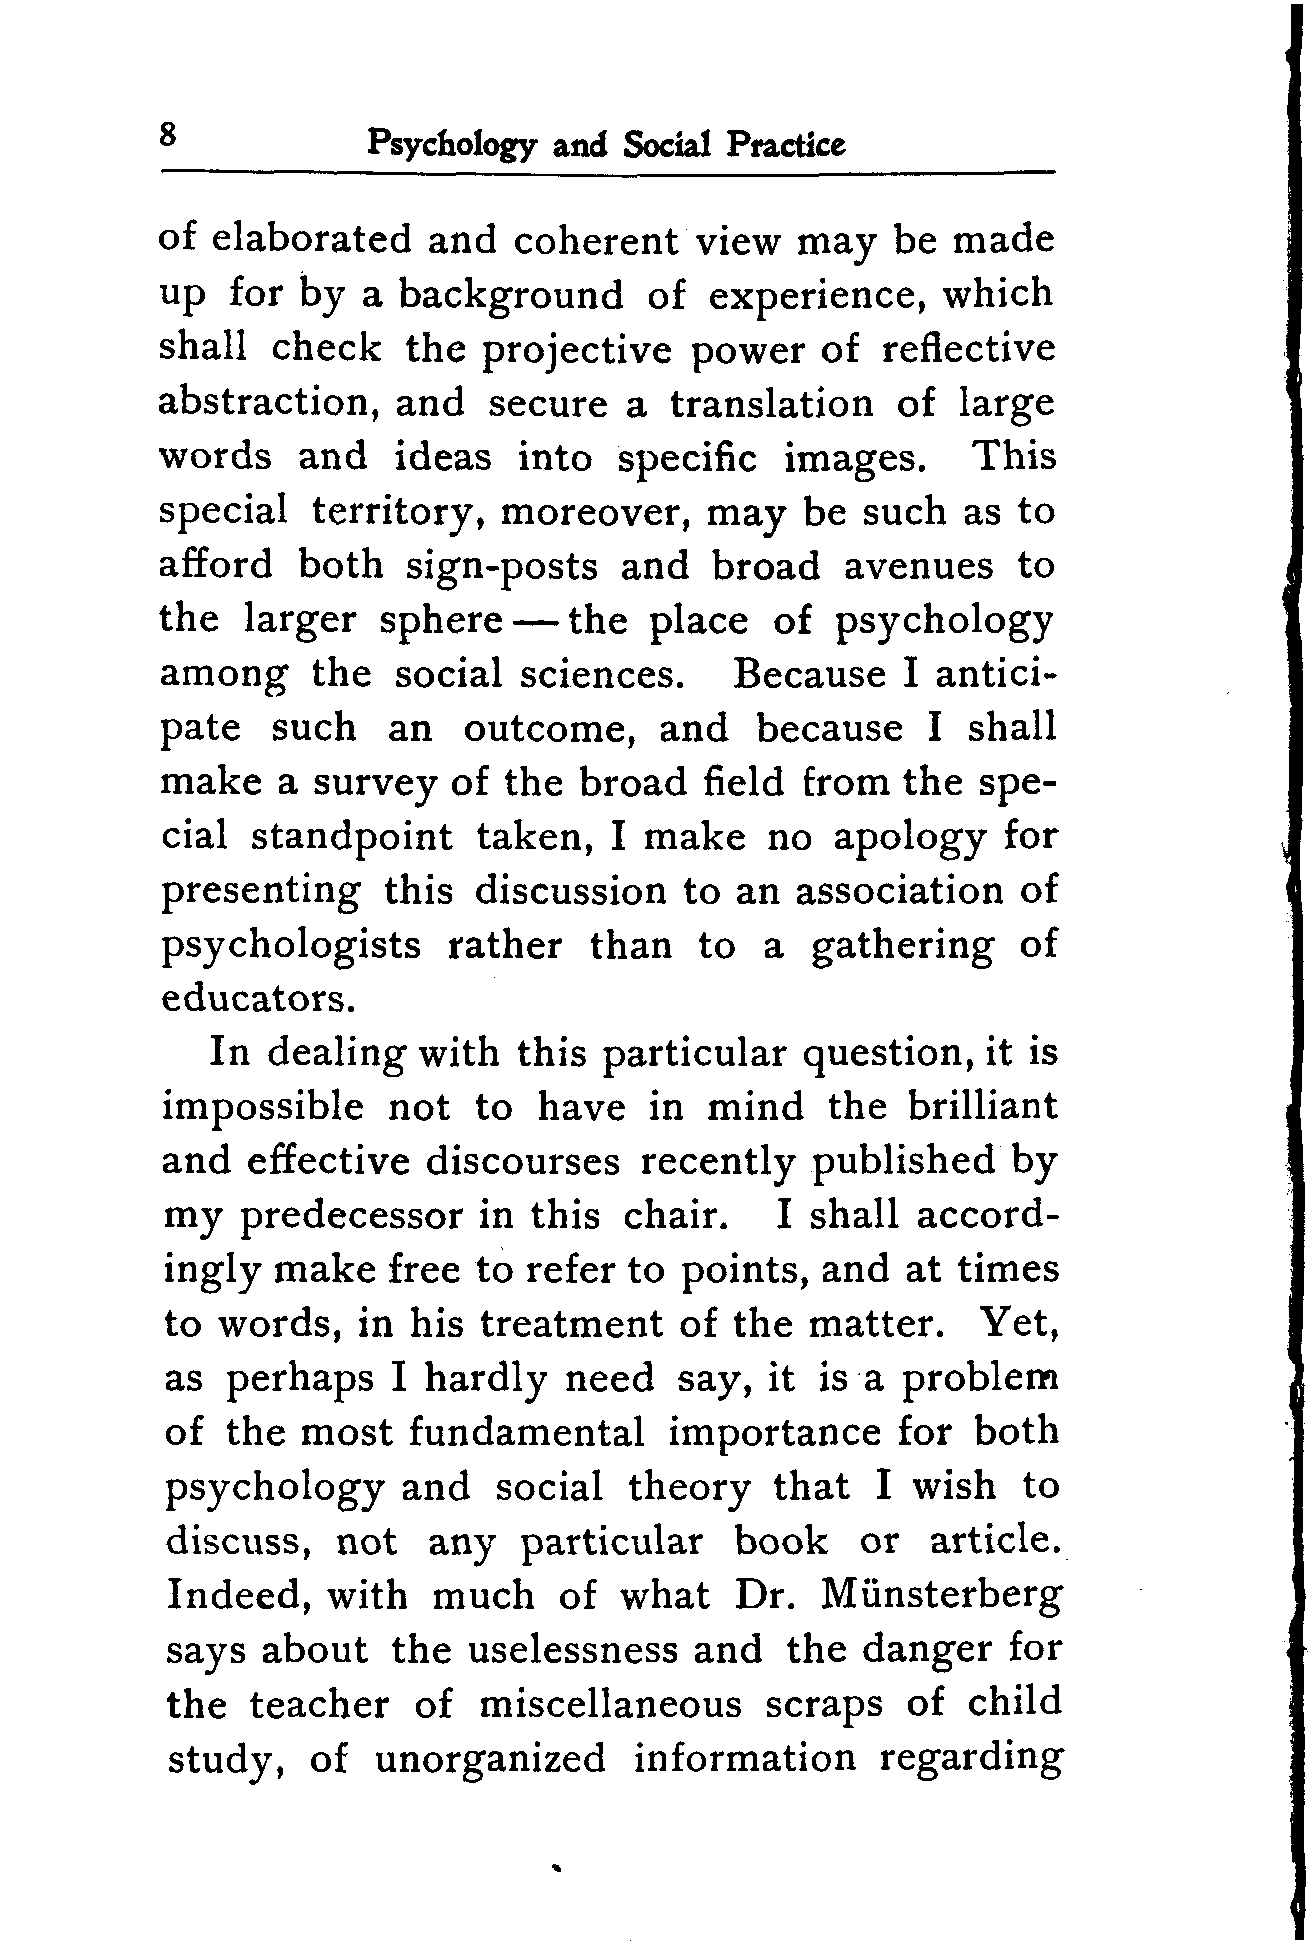 8 Psychology and Social Practice
of elaborated and coherent view may be made
up for by a background of experience, which
shall check the projective power of reflective
abstraction, and secure a translation of large
words and ideas into specific images. This
special territory, moreover, may be such as to
afford both sign-posts and broad avenues to
the larger sphere — the place of psychology
among the social sciences. Because I antici-
pate such an outcome, and because I shall
make a survey of the broad field from the spe-
cial standpoint taken, I make no apology for
presenting this discussion to an association of
psychologists rather than to a gathering of
educators.
In dealing with this particular question, it is
impossible not to have in mind the brilliant
and effective discourses recently published by
my predecessor in this chair. I shall accord-
ingly make free to refer to points, and at times
to words, in his treatment of the matter. Yet,
as perhaps I hardly need say, it is a problem
of the most fundamental importance for both
psychology and social theory that I wish to
discuss, not any particular book or article.
Indeed, with much of what Dr. Münsterberg
says about the uselessness and the danger for
the teacher of miscellaneous scraps of child
study, of unorganized information regarding